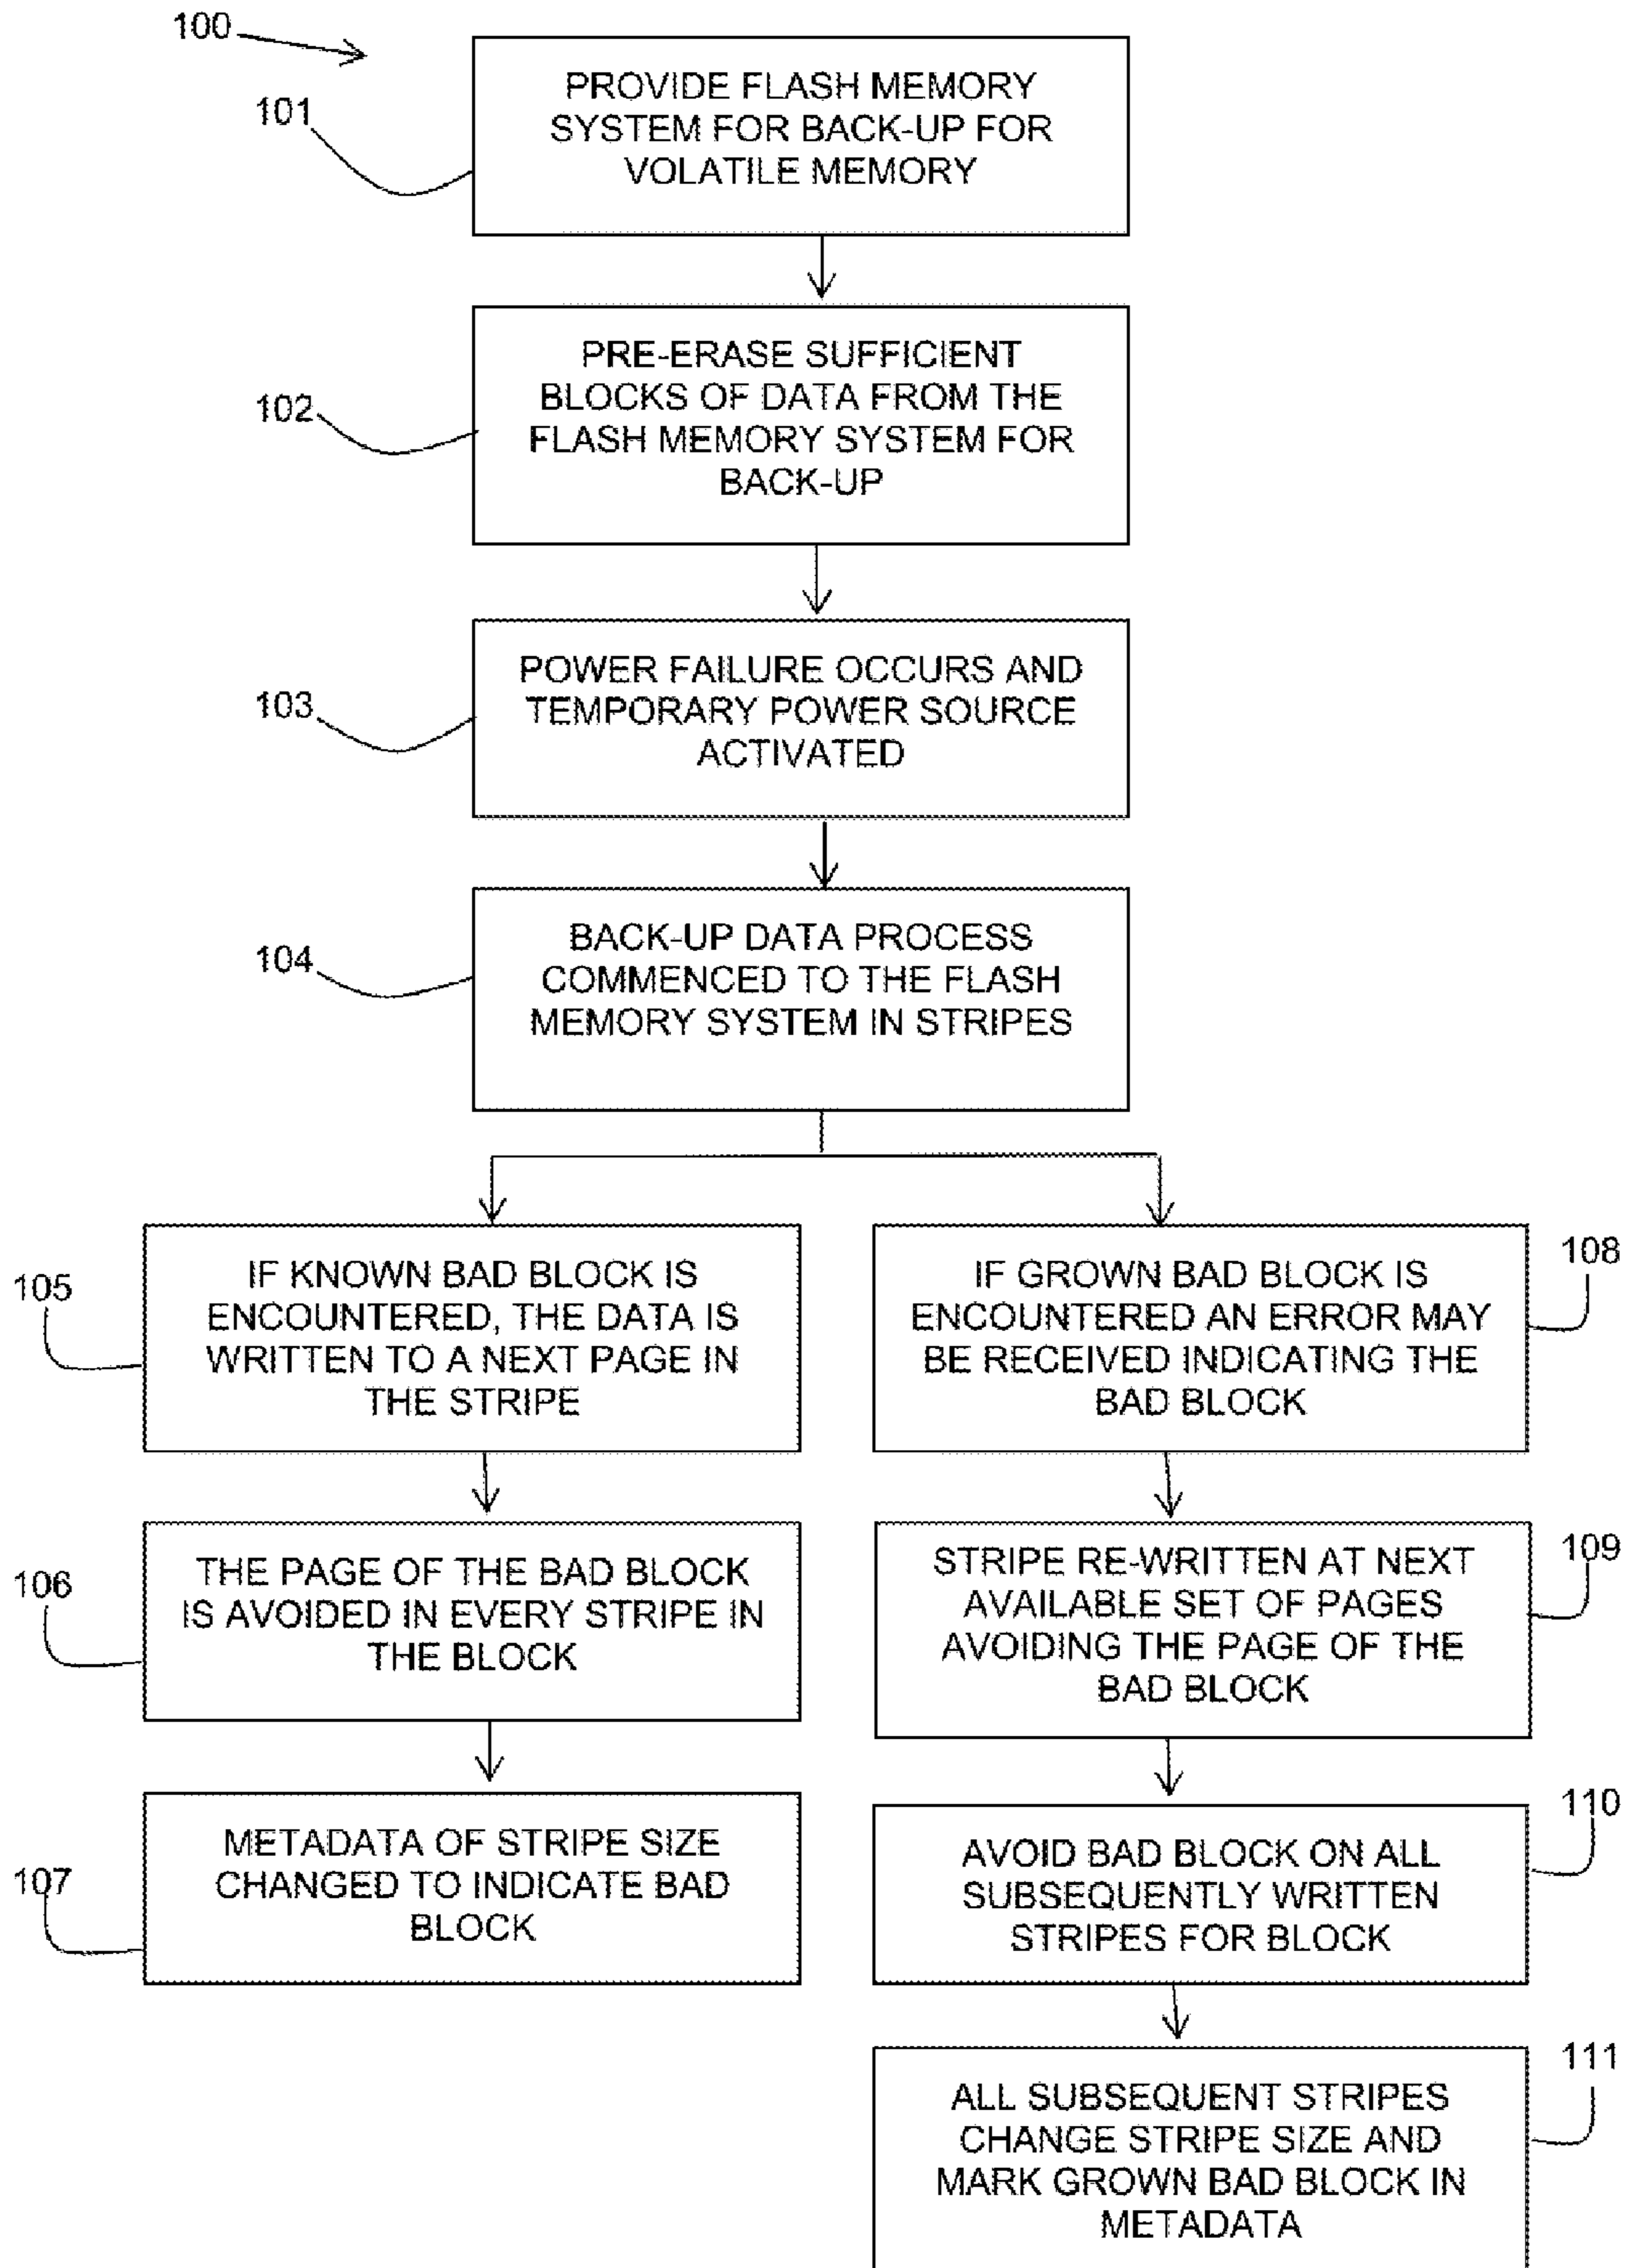 100
101
PROVIDE FLASH MEMORY
SYSTEM FOR BACK-UP FOR
VOLATILE MEMORY
102
PRE-ERASE SUFFICIENT
BLOCKS OF DATA FROM THE
FLASH MEMORY SYSTEM FOR
BACK-UP
103
POWER FAILURE OCCURS AND
TEMPORARY POWER SOURCE
ACTIVATED
104
BACK-UP DATA PROCESS
COMMENCED TO THE FLASH
MEMORY SYSTEM IN STRIPES
105
IF KNOWN BAD BLOCK IS
ENCOUNTERED, THE DATA IS
WRITTEN TO A NEXT PAGE IN
THE STRIPE
106
THE PAGE OF THE BAD BLOCK
IS AVOIDED IN EVERY STRIPE IN
THE BLOCK
107
METADATA OF STRIPE SIZE
CHANGED TO INDICATE BAD
BLOCK
108
IF GROWN BAD BLOCK IS
ENCOUNTERED AN ERROR MAY
BE RECEIVED INDICATING THE
BAD BLOCK
109
STRIPE RE-WRITTEN AT NEXT
AVAILABLE SET OF PAGES
AVOIDING THE PAGE OF THE
BAD BLOCK
110
AVOID BAD BLOCK ON ALL
SUBSEQUENTLY WRITTEN
STRIPES FOR BLOCK
111
ALL SUBSEQUENT STRIPES
CHANGE STRIPE SIZE AND
MARK GROWN BAD BLOCK IN
METADATA